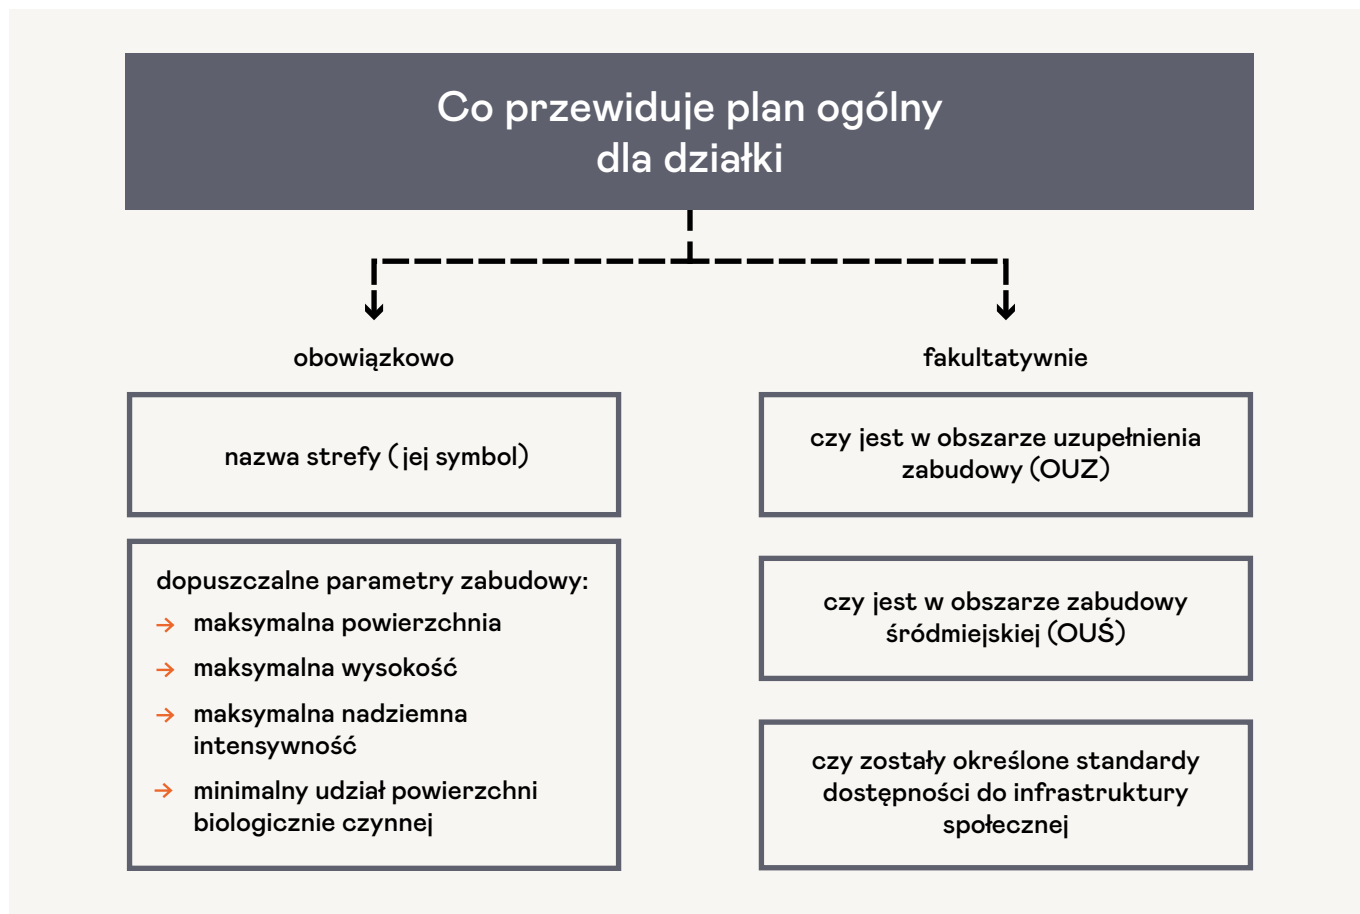 Co przewiduje plan ogólny
dla działki
obowiązkowo
nazwa strefy (jej symbol)
dopuszczalne parametry zabudowy:
→ maksymalna powierzchnia
→ maksymalna wysokość
→ maksymalna nadziemna
intensywność
→ minimalny udział powierzchni
biologicznie czynnej
fakultatywnie
czy jest w obszarze uzupełnienia
zabudowy (OUZ)
czy jest w obszarze zabudowy
śródmiejskiej (OUŚ)
czy zostały określone standardy
dostępności do infrastruktury
społecznej